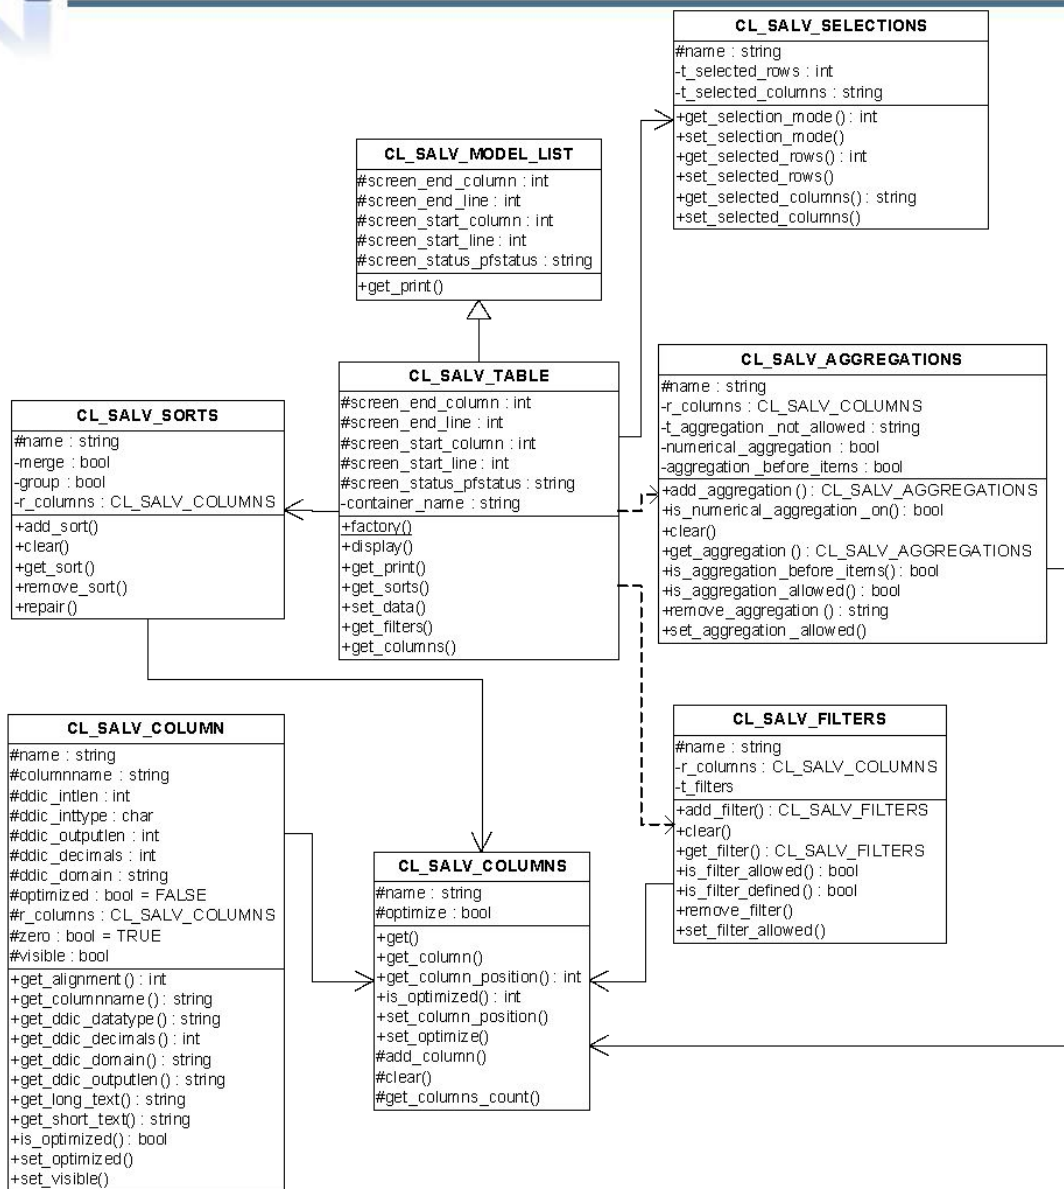 CL_SALV_SELECTIONS
#name : string
-t_selected_rows : int
-t_selected_columns : string
+get_selection_mode() : int
+set_selection_mode()
+get_selected_rows() : int
+set_selected_rows()
+get_selected_columns() : string
+set_selected_columns()
CL_SALV_MODEL_LIST
#screen_end_column : int
#screen_end_line : int
#screen_start_column : int
#screen_start_line : int
#screen_status_pfstatus : string
+get_print()
CL_SALV_TABLE
#screen_end_column : int
#screen_end_line : int
#screen_start_column : int
#screen_start_line : int
#screen_status_pfstatus : string
-container_name : string
+factory()
+display()
+get_print()
+get_sorts()
+set_data()
+get_filters()
+get_columns()
CL_SALV_AGGREGATIONS
#name : string
-r_columns : CL_SALV_COLUMNS
-t_aggregation_not_allowed : string
-numerical_aggregation : bool
-aggregation_before_items : bool
+add_aggregation() : CL_SALV_AGGREGATIONS
+is_numerical_aggregation_on() : bool
+clear()
+get_aggregation() : CL_SALV_AGGREGATIONS
+is_aggregation_before_items() : bool
+is_aggregation_allowed() : bool
+remove_aggregation() : string
+set_aggregation_allowed()
CL_SALV_SORTS
#name : string
-merge : bool
-group : bool
-r_columns : CL_SALV_COLUMNS
+add_sort()
+clear()
+get_sort()
+remove_sort()
+repair()
CL_SALV_COLUMN
#name : string
#columnname : string
#ddic_intlen : int
#ddic_inttype : char
#ddic_outputlen : int
#ddic_decimals : int
#ddic_domain : string
#optimized : bool = FALSE
#r_columns : CL_SALV_COLUMNS
#zero : bool = TRUE
#visible : bool
+get_alignment() : int
+get_columnname() : string
+get_ddic_datatype() : string
+get_ddic_decimals() : int
+get_ddic_domain() : string
+get_ddic_outputlen() : string
+get_long_text() : string
+get_short_text() : string
+is_optimized() : bool
+set_optimized()
+set_visible()
CL_SALV_FILTERS
#name : string
-r_columns : CL_SALV_COLUMNS
-t_filters
+add_filter() : CL_SALV_FILTERS
+clear()
+get_filter() : CL_SALV_FILTERS
+is_filter_allowed() : bool
+is_filter_defined() : bool
+remove_filter()
+set_filter_allowed()
CL_SALV_COLUMNS
#name : string
#optimize : bool
+get()
+get_column()
+get_column_position() : int
+is_optimized() : int
+set_column_position()
+set_optimize()
#add_column()
#clear()
#get_columns_count()